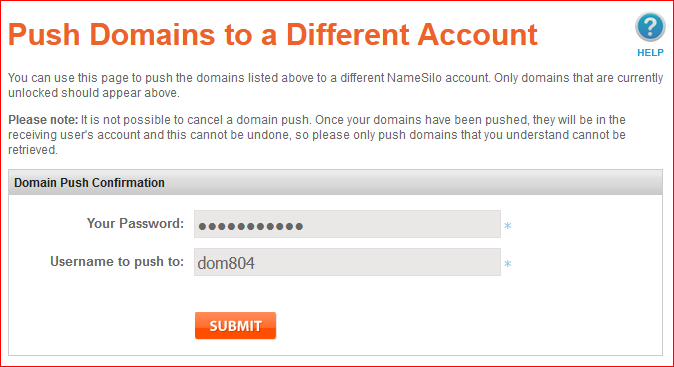 Push Domains to a Different Account
HELP
You can use this page to push the domains listed above to a different NameSilo account. Only domains that are currently
unlocked should appear above.
Please note: It is not possible to cancel a domain push. Once your domains have been pushed, they will be in the
receiving user's account and this cannot be undone, so please only push domains that you understand cannot be
retrieved.
Domain Push Confirmation
Your Password: ●●●●●●●●●●● *
Username to push to: dom804 *
SUBMIT